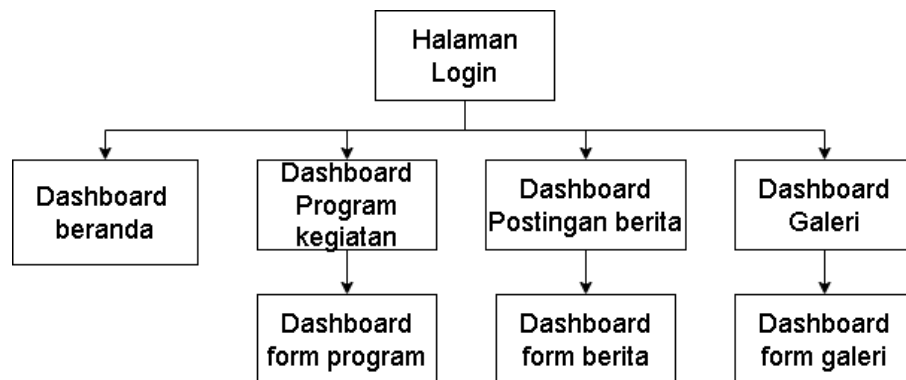 Halaman
Login
Dashboard
beranda
Dashboard
Program
kegiatan
Dashboard
Postingan berita
Dashboard
Galeri
Dashboard
form program
Dashboard
form berita
Dashboard
form galeri